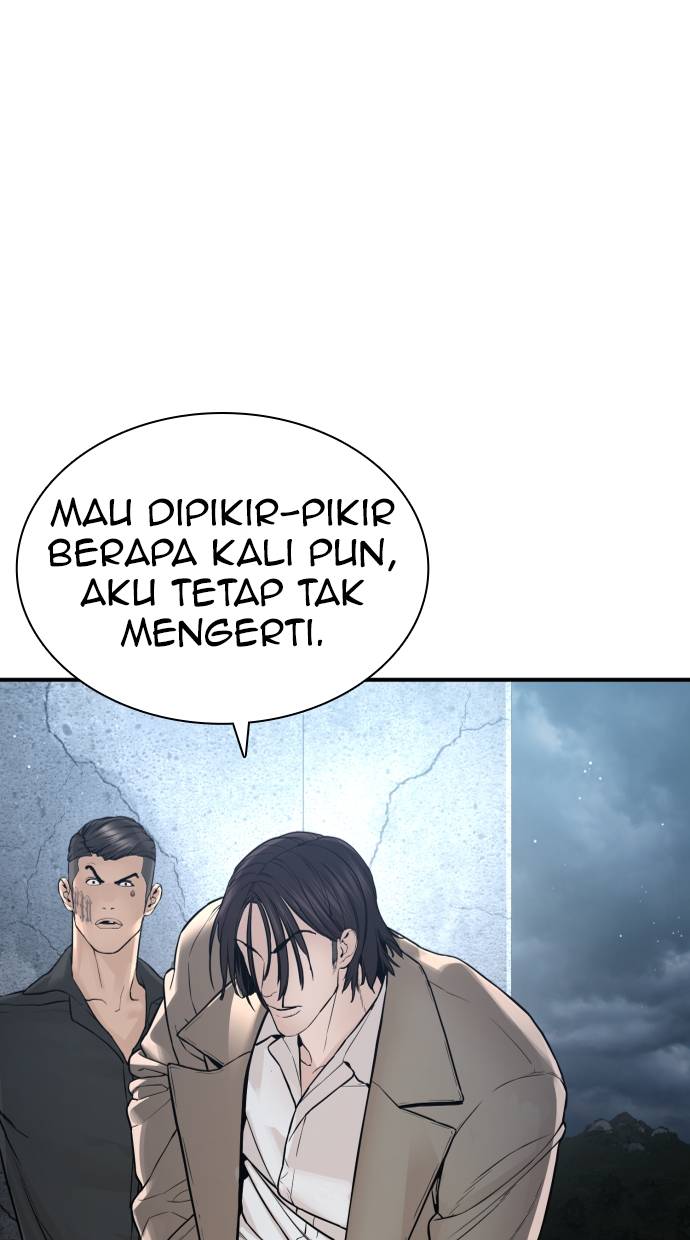 MAU DIPIKIR-PIKIR
BERAPA KALI PUN,
AKU TETAP TAK
MENGERTI.